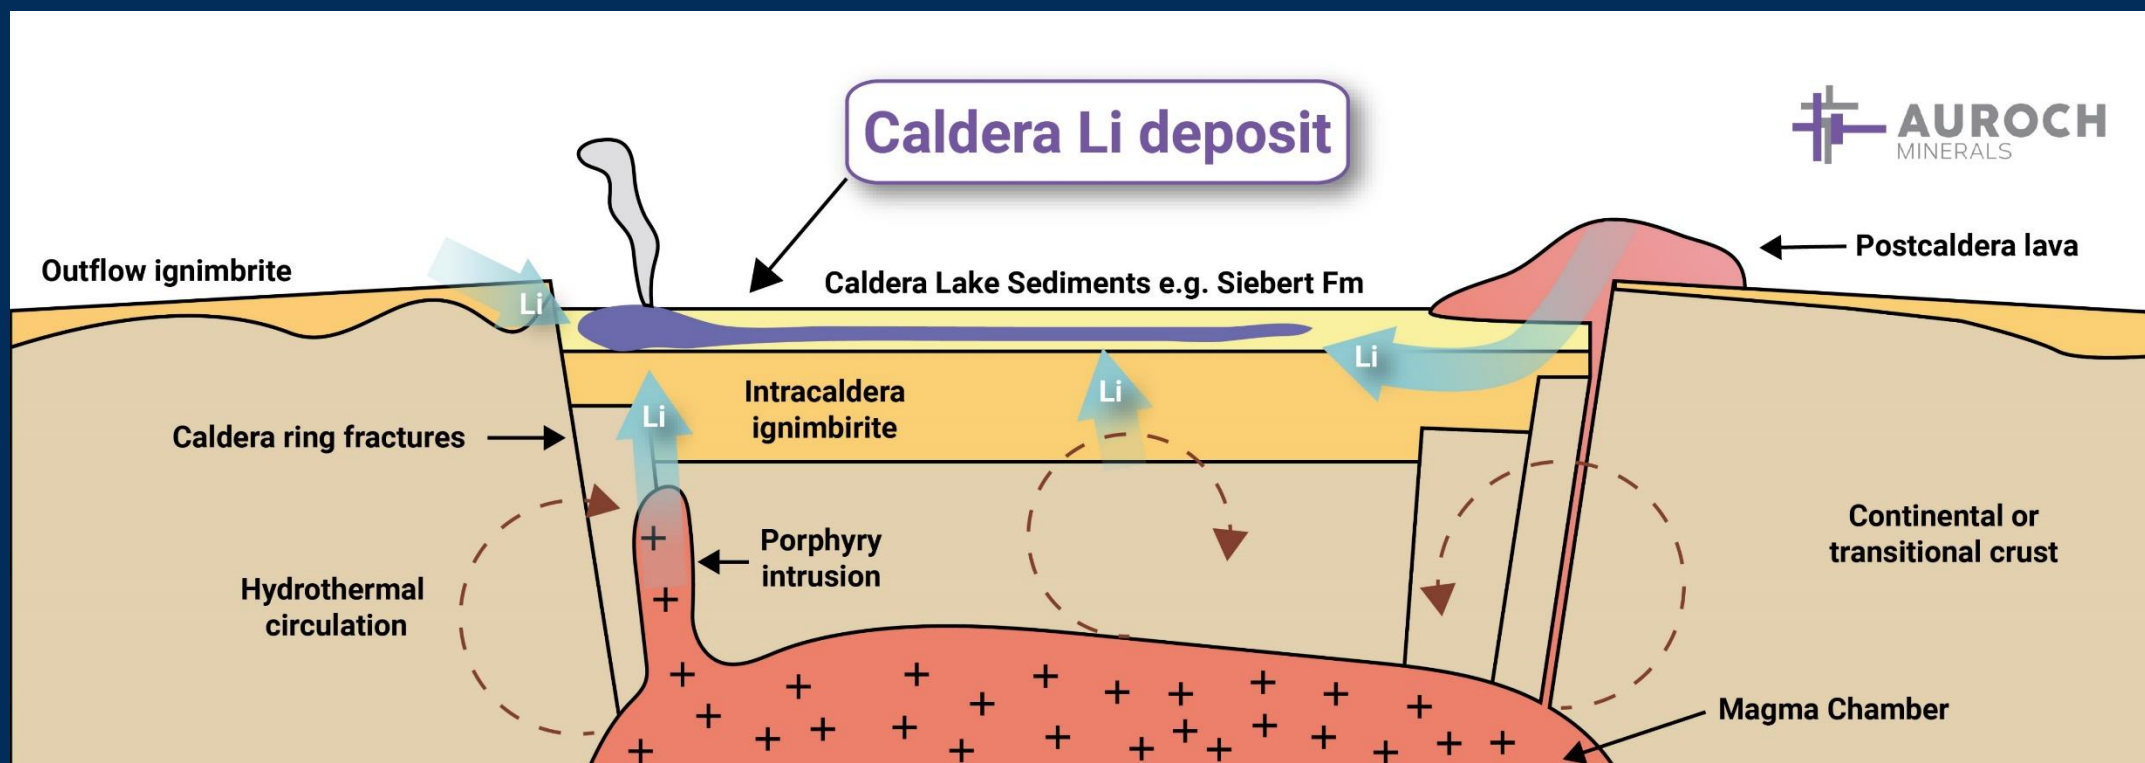 Caldera Li deposit
AUROCH
MINERALS
Outflow ignimbrite
Caldera Lake Sediments e.g. Siebert Fm
Postcaldera lava
Li
Li
Li
Li
Intracaldera
ignimbirite
Caldera ring fractures
Porphyry
intrusion
Continental or
transitional crust
Hydrothermal
circulation
Magma Chamber